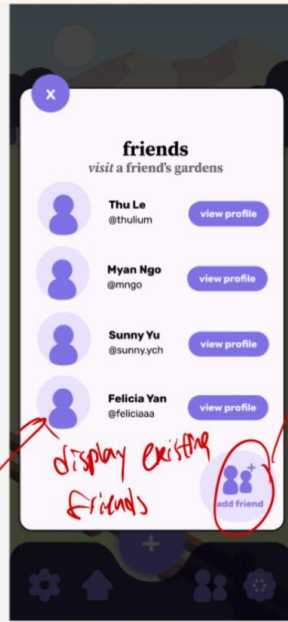 x
friends
visit a friend's gardens
Thu Le
@thulium
view profile
Myan Ngo
@mngo
view profile
Sunny Yu
@sunny.ych
view profile
Felicia Yan
@feliciaaa
view profile
display existing
friends
add friend